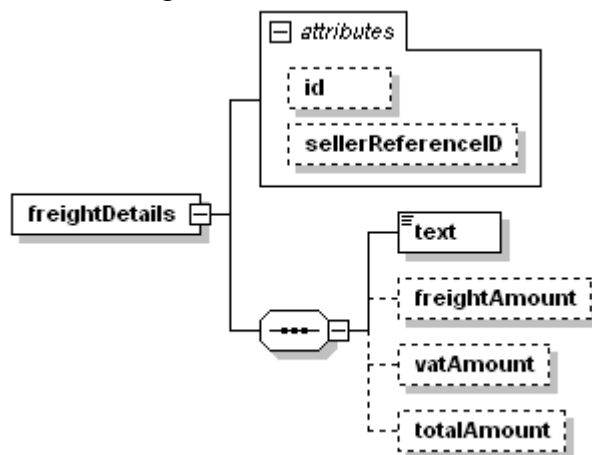 attributes
id
sellerReferenceID
freightDetails
text
freightAmount
vatAmount
totalAmount